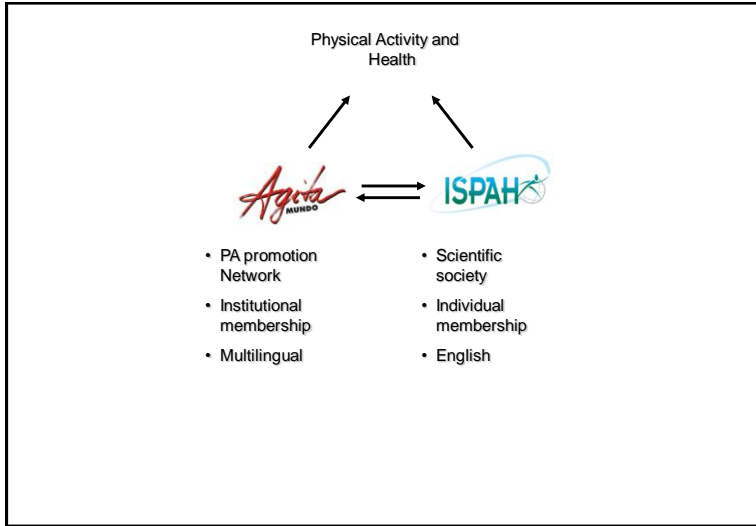 Physical Activity and
Health
Agita
MUNDO
ISPAH
• PA promotion
Network
• Institutional
membership
• Multilingual
• Scientific
society
• Individual
membership
• English